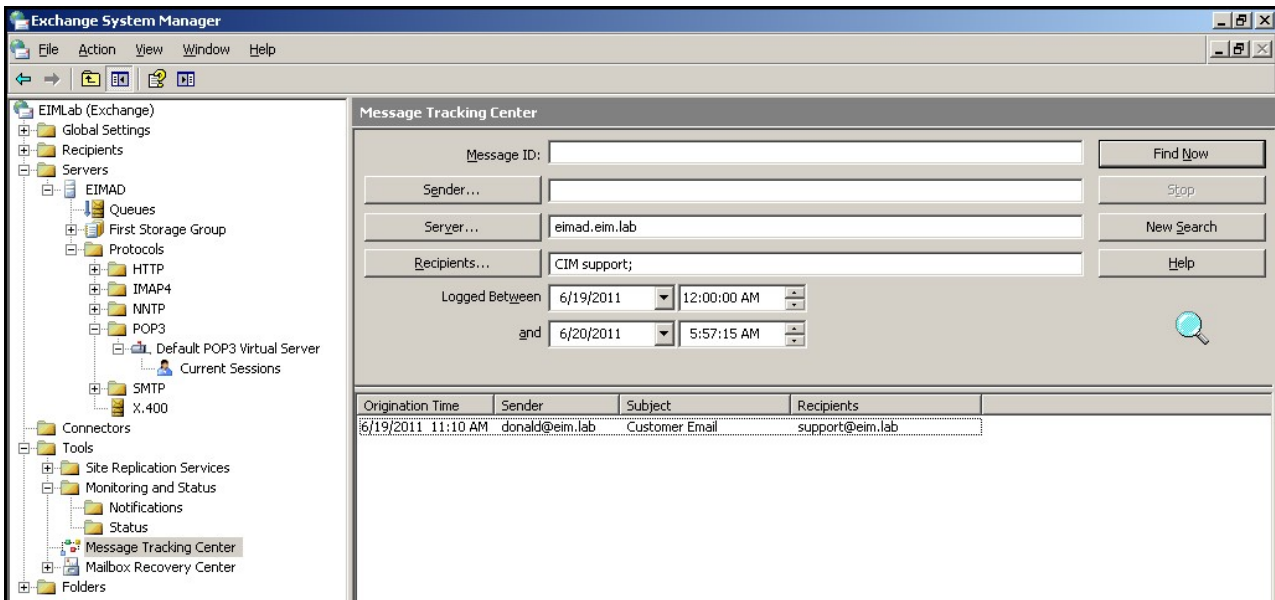 Exchange System Manager
File Action View Window Help
EIMLab (Exchange)
Global Settings
Recipients
Servers
EIMAD
Queues
First Storage Group
Protocols
HTTP
IMAP4
NNTP
POP3
Default POP3 Virtual Server
Current Sessions
SMTP
X.400
Connectors
Tools
Site Replication Services
Monitoring and Status
Notifications
Status
Message Tracking Center
Mailbox Recovery Center
Folders
Message Tracking Center
Message ID:
Find Now
Sender...
Stop
Server... eimad.eim.lab
New Search
Recipients... CIM support;
Help
Logged Between 6/19/2011 12:00:00 AM
and 6/20/2011 5:57:15 AM
Origination Time Sender Subject Recipients
6/19/2011 11:10 AM donald@eim.lab Customer Email support@eim.lab